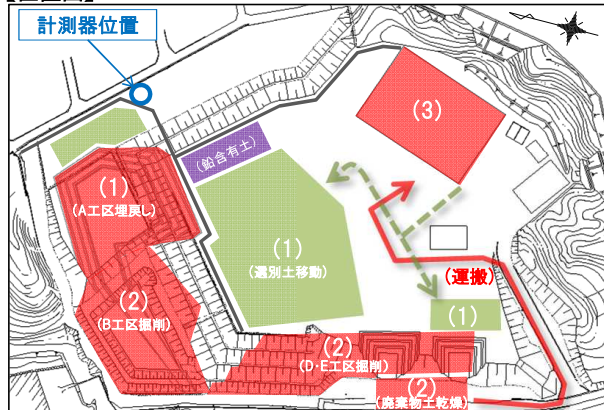 計測器位置
(3)
(鉛含有土)
(1)
(A工区埋戻し)
(1)
(選別土移動)
(運搬)
(2)
(B工区掘削)
(1)
(2)
(D・E工区掘削)
(2)
(廃棄物土乾燥)